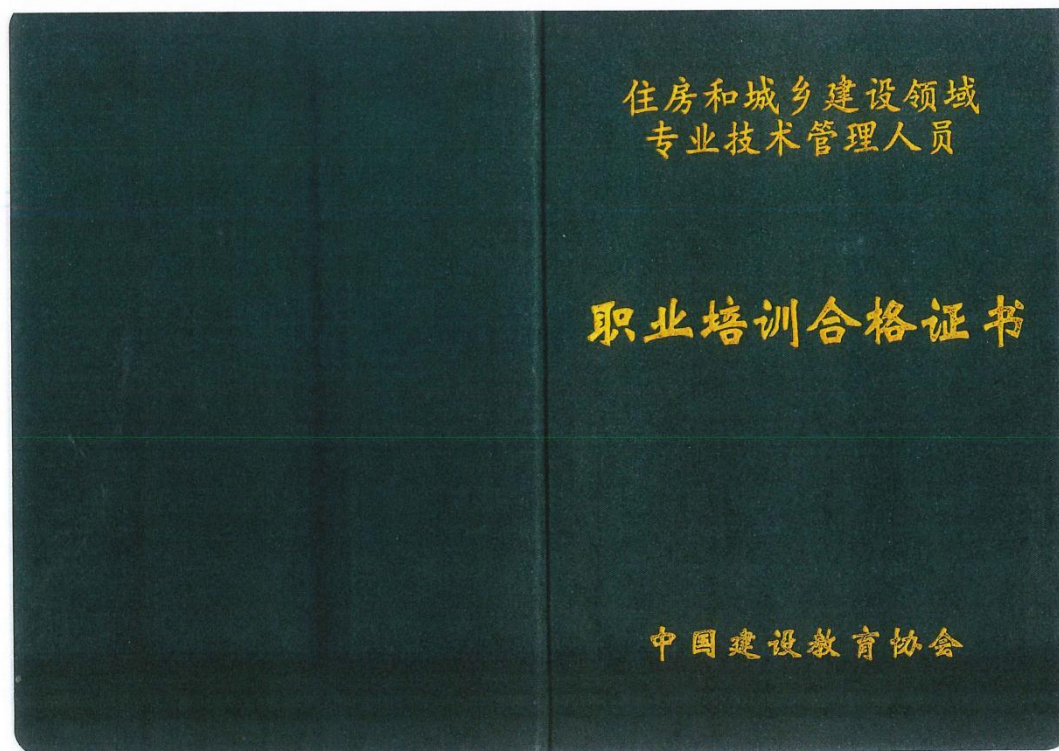 住房和城乡建设领域
专业技术管理人员
职业培训合格证书
中国建设教育协会